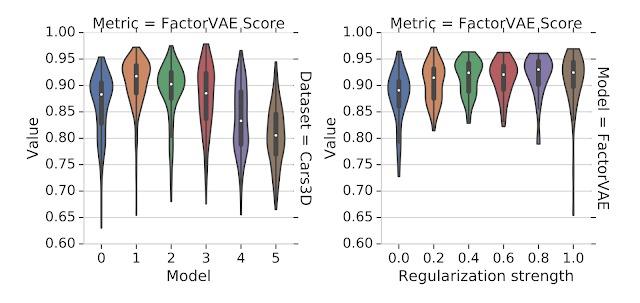 Metric = FactorVAE Score
1.00
0.95
0.90
0.85
0.80
0.75
0.70
0.65
0.60
Value
0 1 2 3 4 5
Model
Dataset = Cars3D
Metric = FactorVAE Score
1.00
0.95
0.90
0.85
0.80
0.75
0.70
0.65
0.60
Value
0.0 0.2 0.4 0.6 0.8 1.0
Regularization strength
Model = FactorVAE